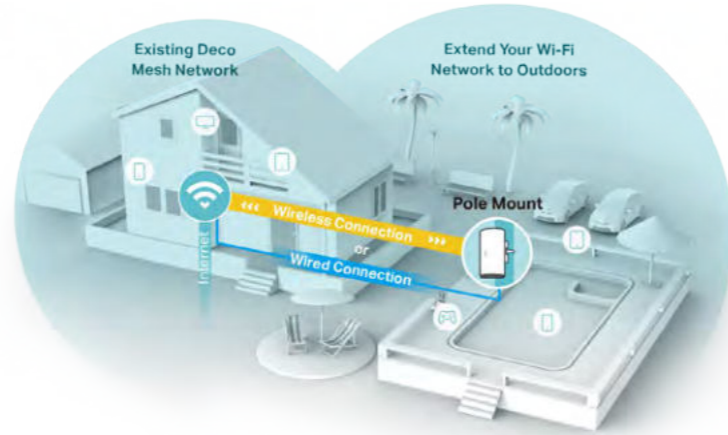 Existing Deco
Mesh Network
Extend Your Wi-Fi
Network to Outdoors
Pole Mount
Wireless Connection
or
Wired Connection
Internet